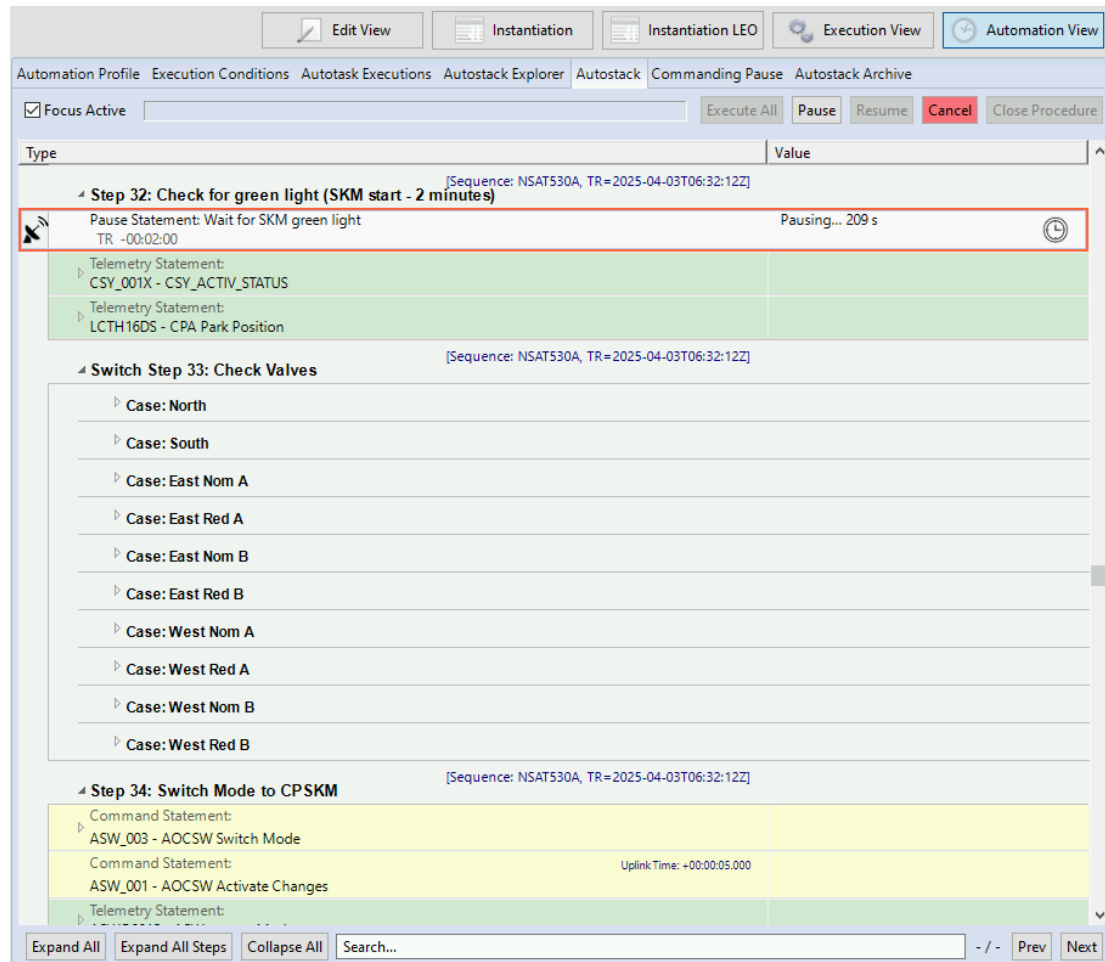 Edit View
Instantiation
Instantiation LEO
Execution View
Automation View
Automation Profile Execution Conditions Autotask Executions Autostack Explorer Autostack Commanding Pause Autostack Archive
Focus Active
Execute All
Pause
Resume
Cancel
Close Procedure
Type
Value
[Sequence: NSAT530A, TR=2025-04-03T06:32:12Z]
Step 32: Check for green light (SKM start - 2 minutes)
Pause Statement: Wait for SKM green light
Pausing... 209 s
TR -00:02:00
Telemetry Statement:
CSY_001X - CSY_ACTIV_STATUS
Telemetry Statement:
LCTH16DS - CPA Park Position
[Sequence: NSAT530A, TR=2025-04-03T06:32:12Z]
Switch Step 33: Check Valves
Case: North
Case: South
Case: East Nom A
Case: East Red A
Case: East Nom B
Case: East Red B
Case: West Nom A
Case: West Red A
Case: West Nom B
Case: West Red B
[Sequence: NSAT530A, TR=2025-04-03T06:32:12Z]
Step 34: Switch Mode to CPSKM
Command Statement:
ASW_003 - AOCSW Switch Mode
Command Statement:
Uplink Time: +00:00:05.000
ASW_001 - AOCSW Activate Changes
Telemetry Statement:
Expand All
Expand All Steps
Collapse All
Search...
- / -
Prev
Next